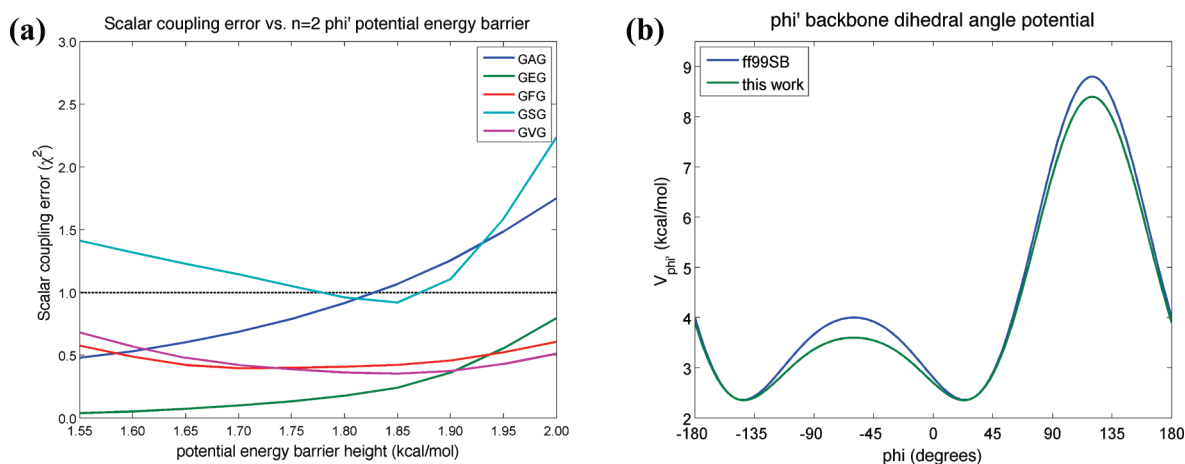 (a)
Scalar coupling error vs. n=2 phi' potential energy barrier
3.0
2.5
2.0
1.5
1.0
0.5
0.0
Scalar coupling error (χ²)
GAG
GEG
GFG
GSG
GVG
1.55 1.60 1.65 1.70 1.75 1.80 1.85 1.90 1.95 2.00
potential energy barrier height (kcal/mol)
(b)
phi' backbone dihedral angle potential
9
8
7
6
5
4
3
2
V_phi' (kcal/mol)
ff99SB
this work
-180 -135 -90 -45 0 45 90 135 180
phi (degrees)